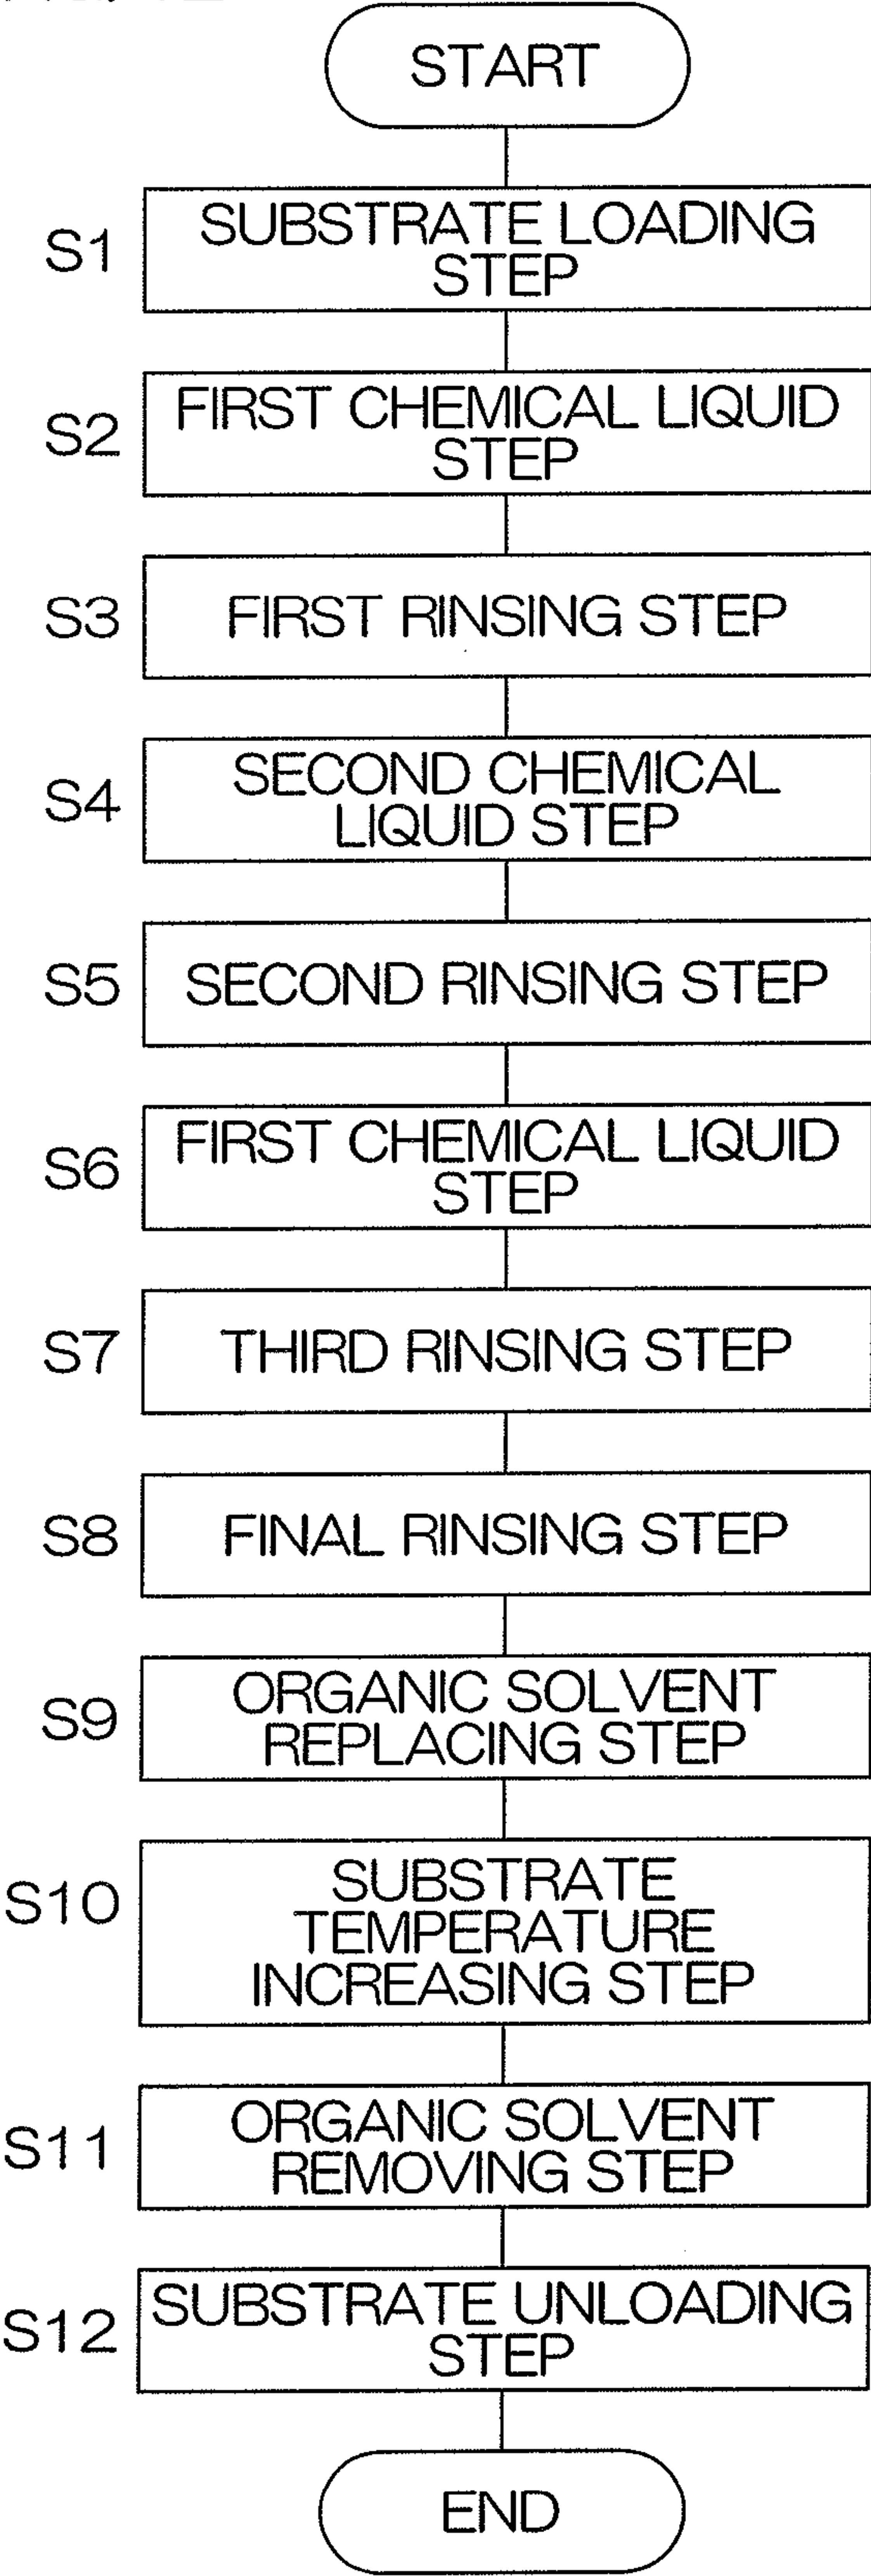 START
S1
SUBSTRATE LOADING
STEP
S2
FIRST CHEMICAL LIQUID
STEP
S3
FIRST RINSING STEP
S4
SECOND CHEMICAL
LIQUID STEP
S5
SECOND RINSING STEP
S6
FIRST CHEMICAL LIQUID
STEP
S7
THIRD RINSING STEP
S8
FINAL RINSING STEP
S9
ORGANIC SOLVENT
REPLACING STEP
S10
SUBSTRATE
TEMPERATURE
INCREASING STEP
S11
ORGANIC SOLVENT
REMOVING STEP
S12
SUBSTRATE UNLOADING
STEP
END